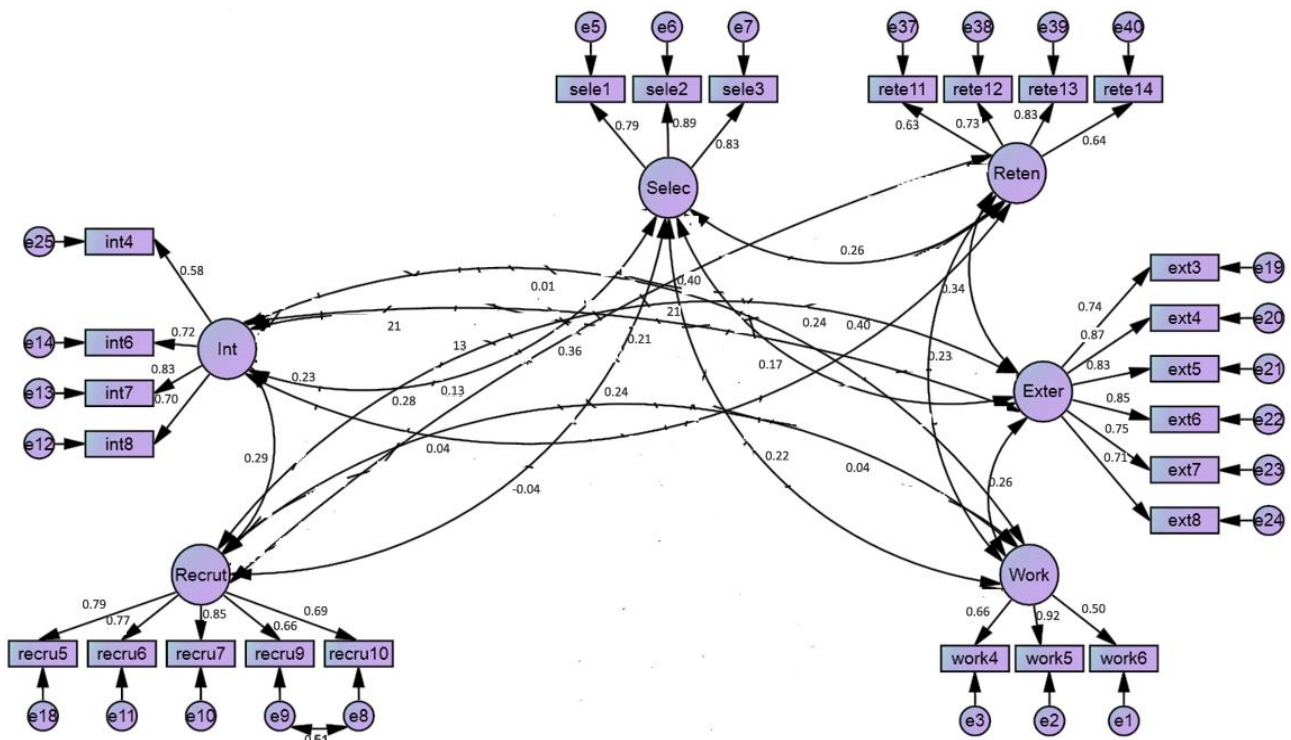 e5 e6 e7 e37 e38 e39 e40
sele1 sele2 sele3 rete11 rete12 rete13 rete14
0.79 0.89 0.83 0.63 0.73 0.83 0.64
Selec Reten
e25 int4
0.58
0.26
ext3 e19
0.01 0.40 0.34
0.74
21 21 0.24 0.40
0.87 ext4 e20
e14 int6 0.72 Int
13 0.36 0.21 0.23
0.83 ext5 e21
0.83 0.23 0.17
e13 int7 0.70
0.28 0.13 0.24
Exter 0.85 ext6 e22
0.75
e12 int8
0.29 0.04 0.22 0.04
0.71 ext7 e23
-0.04 0.26
ext8 e24
Recrut Work
0.79 0.77 0.85 0.66 0.69 0.66 0.92 0.50
recru5 recru6 recru7 recru9 recru10 work4 work5 work6
e18 e11 e10 e9 e8 e3 e2 e1